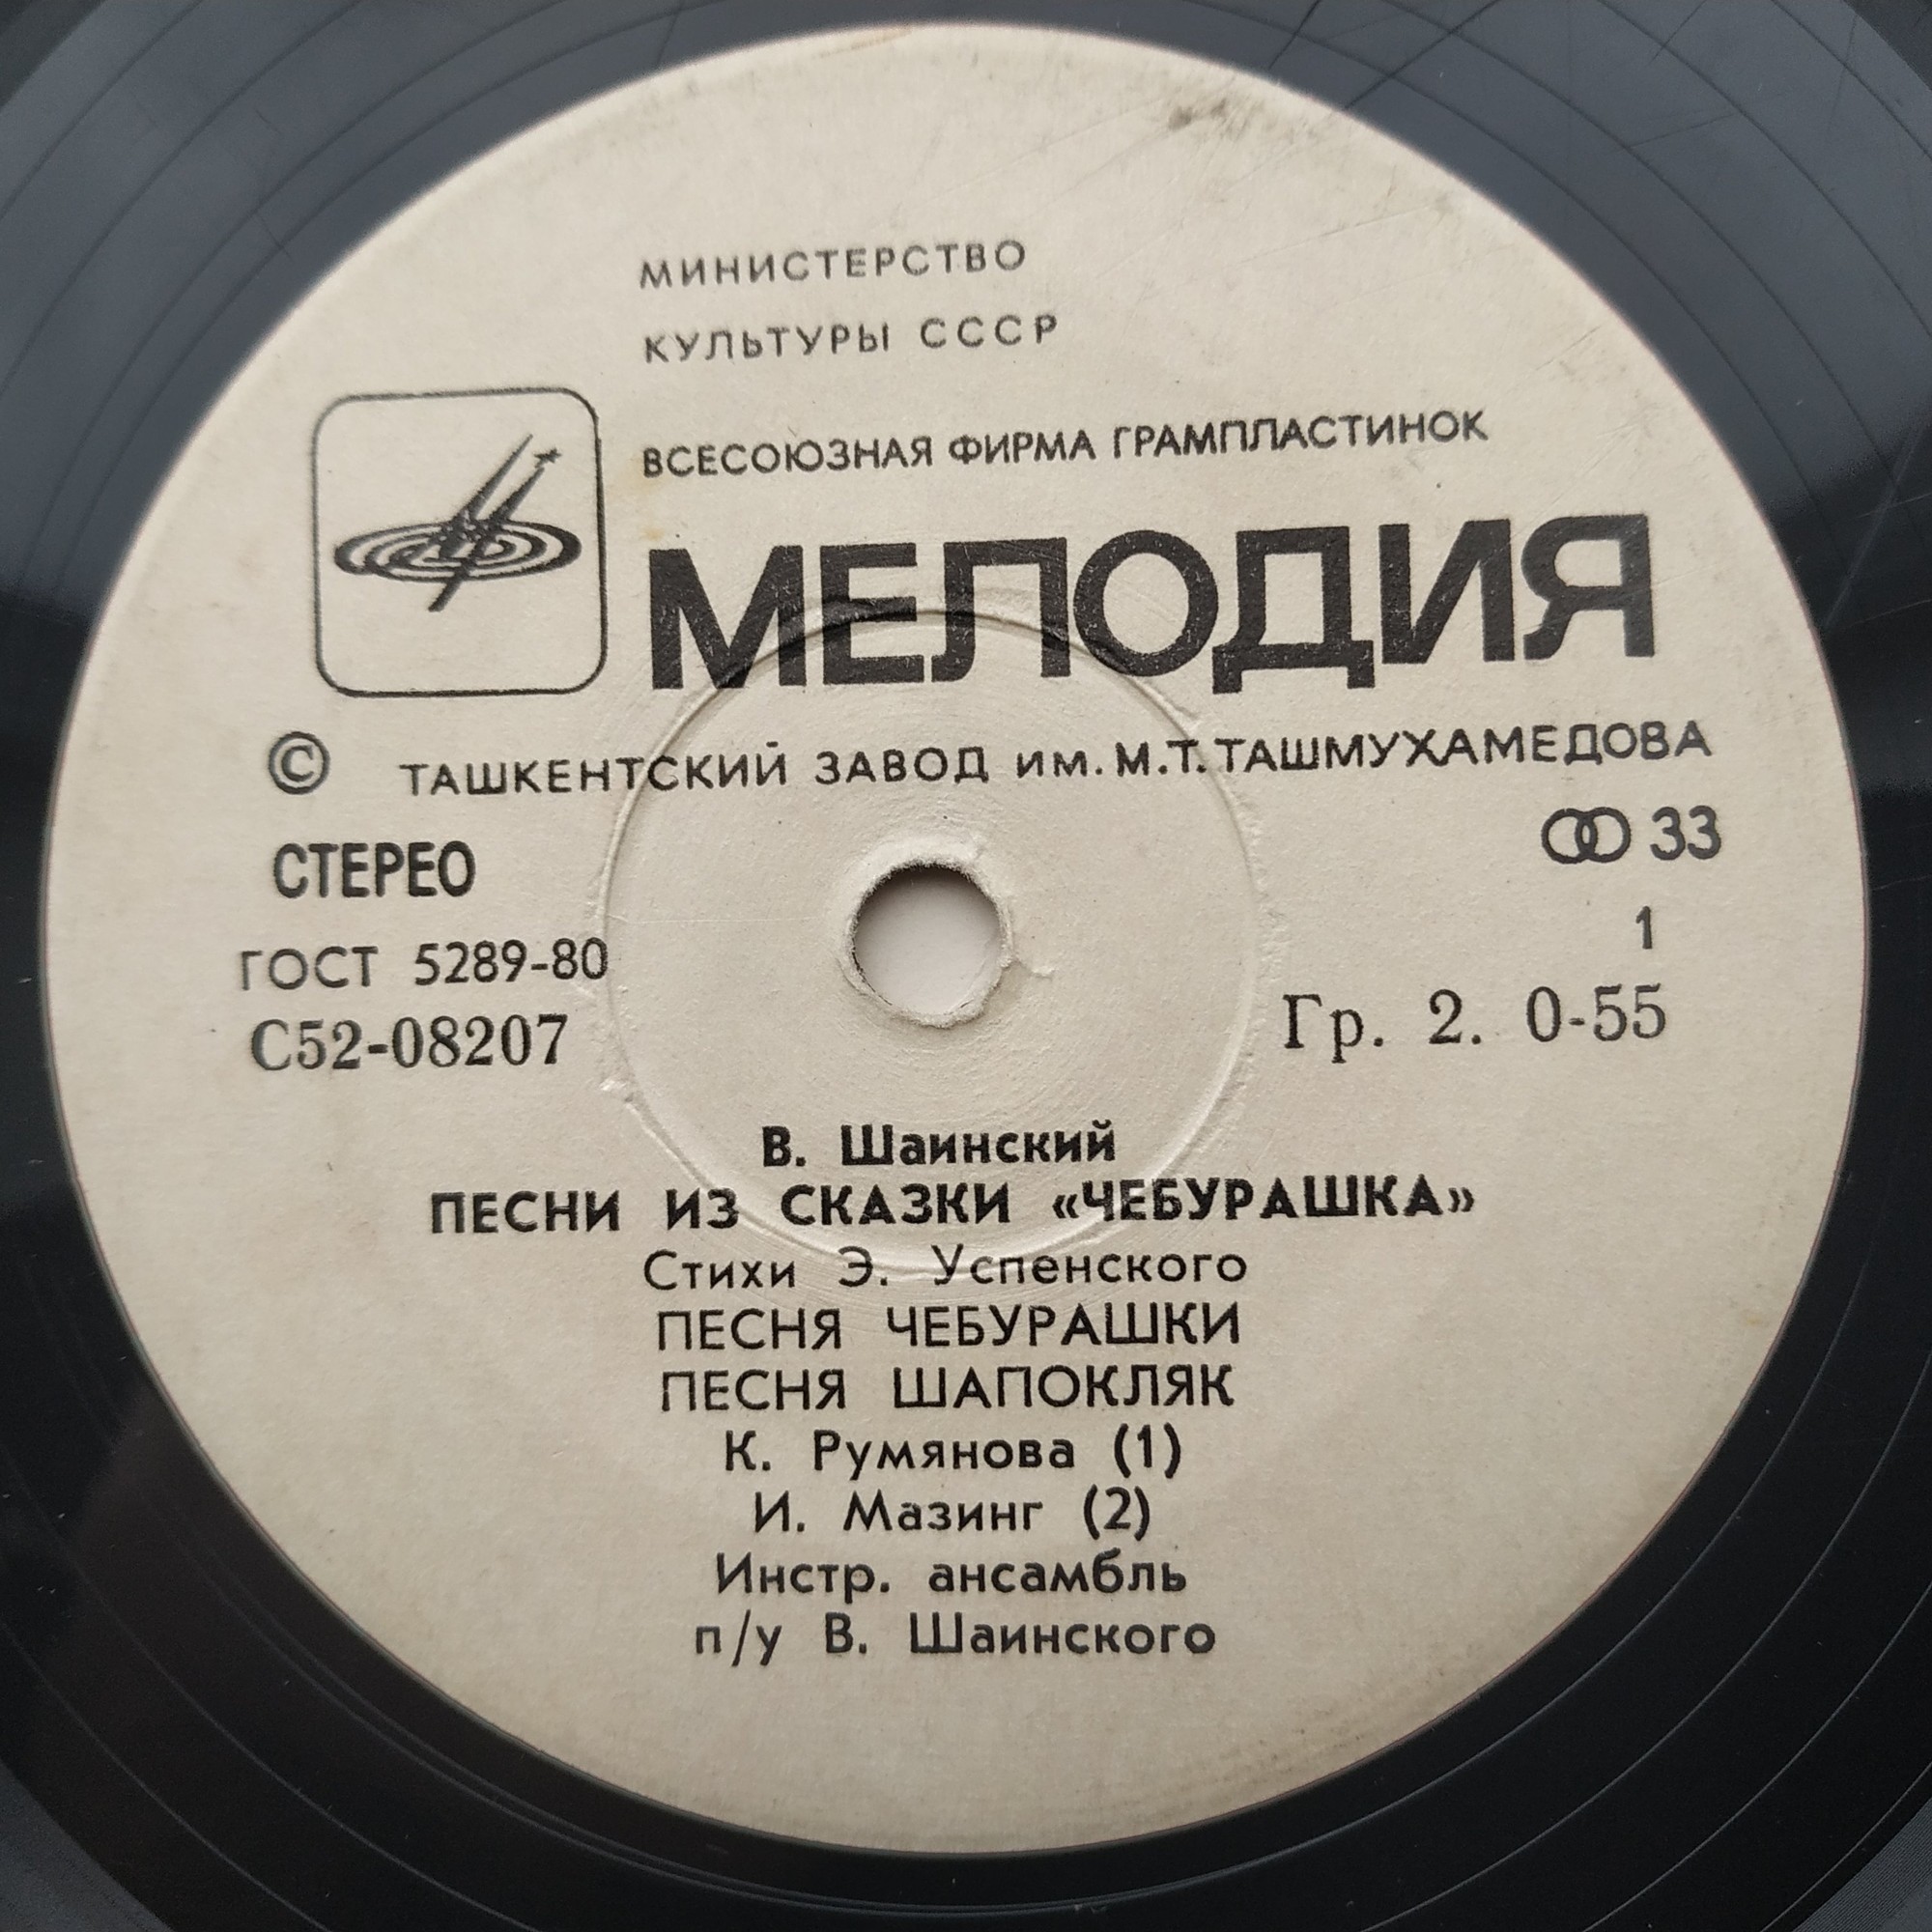 МИНИСТЕРСТВО
КУЛЬТУРЫ СССР
ВСЕСОЮЗНАЯ ФИРМА ГРАМПЛАСТИНОК
МЕЛОДИЯ
© ТАШКЕНТСКИЙ ЗАВОД им. М.Т. ТАШМУХАМЕДОВА
СТЕРЕО
33
ГОСТ 5289-80
1
С52-08207
Гр. 2. 0-55
В. Шаинский
ПЕСНИ ИЗ СКАЗКИ «ЧЕБУРАШКА»
Стихи Э. Успенского
ПЕСНЯ ЧЕБУРАШКИ
ПЕСНЯ ШАПОКЛЯК
К. Румянова (1)
И. Мазинг (2)
Инстр. ансамбль
п/у В. Шаинского